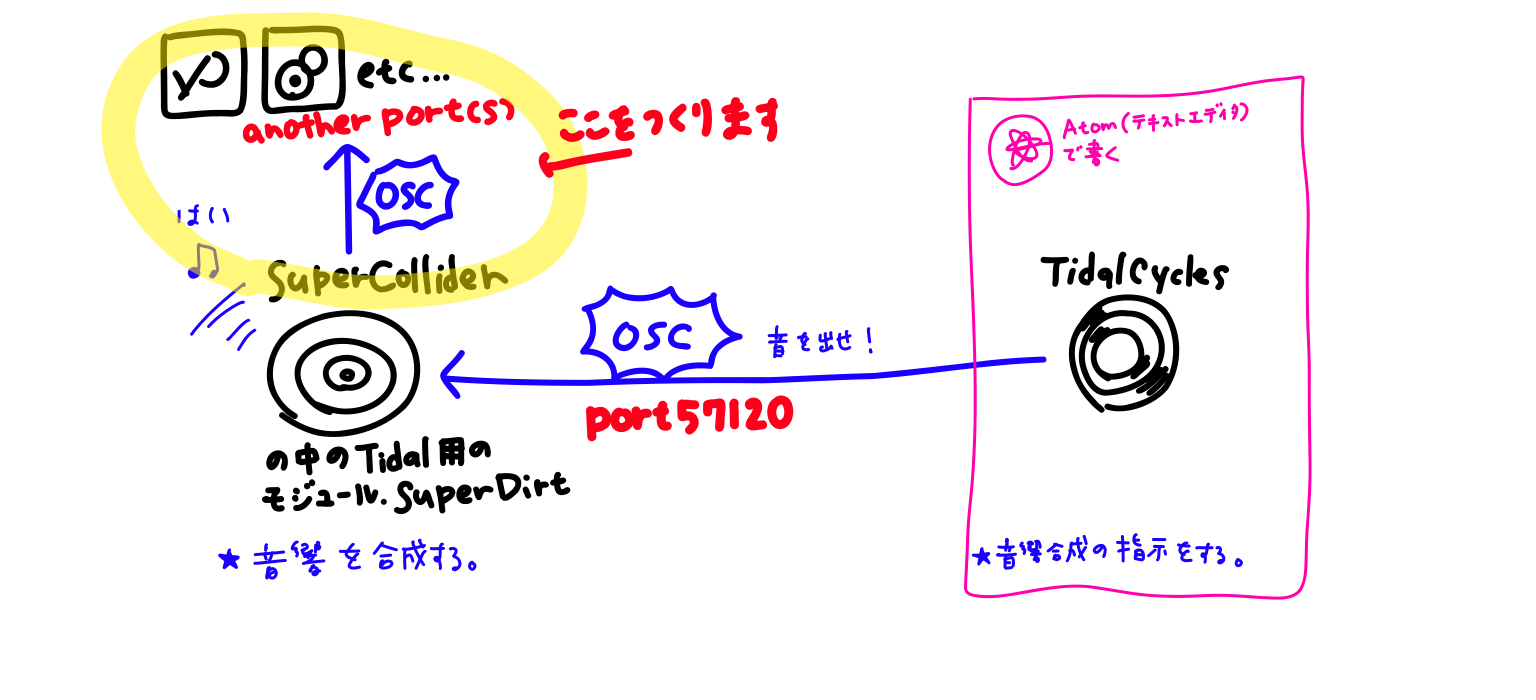 etc...
another port(s)
ここをつくります
OSC
はい
SuperCollider
の中のTidal用の
モジュール、SuperDirt
★音響を合成する。
OSC
音を出せ！
port57120
Atom(テキストエディタ)
で書く
TidalCycles
★音響合成の指示をする。